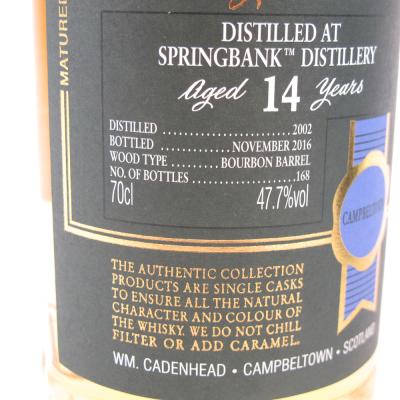 MATURED
DISTILLED AT
SPRINGBANK™ DISTILLERY
Aged 14 Years
DISTILLED ........................... 2002
BOTTLED ............... NOVEMBER 2016
WOOD TYPE ......... BOURBON BARREL
NO. OF BOTTLES ..................... 168
70cl 47.7%vol
CAMPBELTOWN
THE AUTHENTIC COLLECTION
PRODUCTS ARE SINGLE CASKS
TO ENSURE ALL THE NATURAL
CHARACTER AND COLOUR OF
THE WHISKY. WE DO NOT CHILL
FILTER OR ADD CARAMEL.
WM. CADENHEAD • CAMPBELTOWN • SCOTLAND